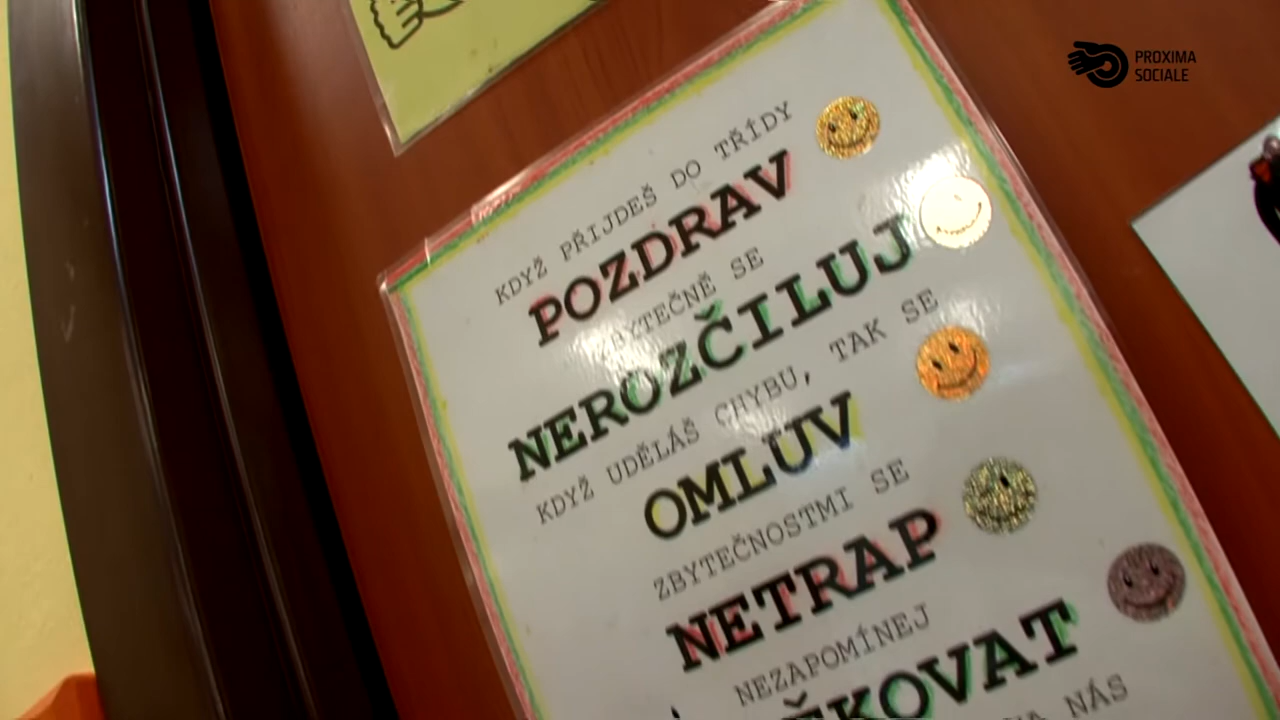 PROXIMA
SOCIALE
KDYŽ PŘIJDEŠ DO TŘÍDY
POZDRAV
ZBYTEČNĚ SE
NEROZČILUJ
KDYŽ UDĚLÁŠ CHYBU, TAK SE
OMLUV
ZBYTEČNOSTMI SE
NETRAP
NEZAPOMÍNEJ
NÁS